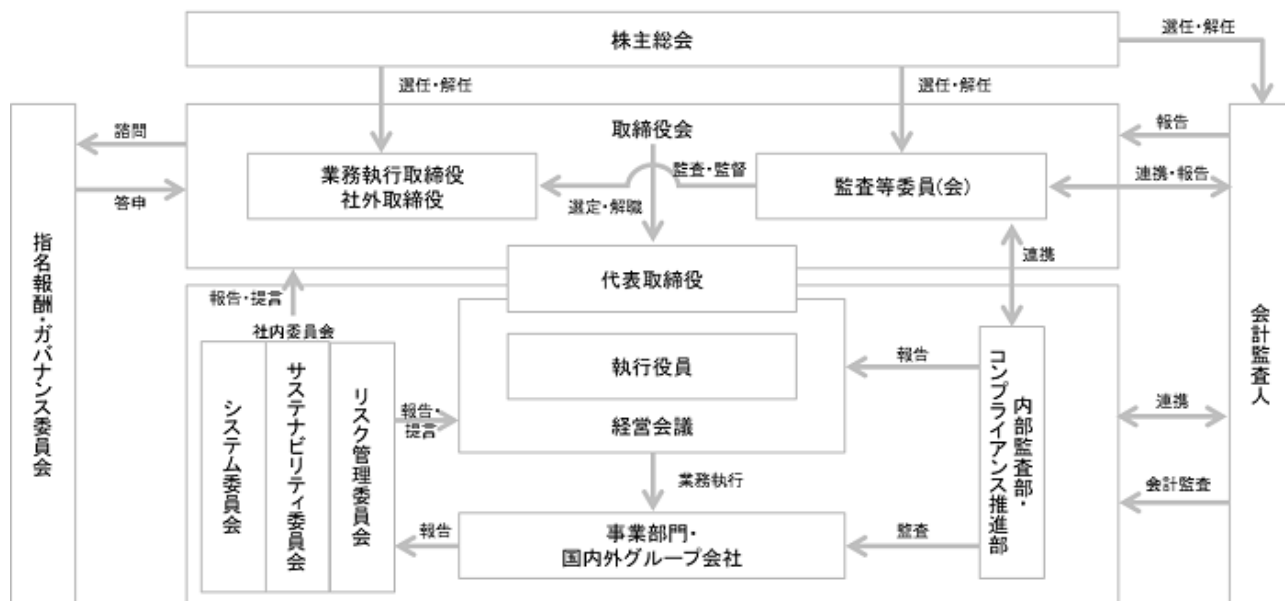 株主総会
選任・解任
選任・解任
選任・解任
取締役会
諮問
答申
報告
連携・報告
業務執行取締役
社外取締役
監査・監督
監査等委員(会)
選定・解職
連携
代表取締役
報告・提言
社内委員会
指名報酬・ガバナンス委員会
会計監査人
システム委員会
サステナビリティ委員会
リスク管理委員会
報告・
提言
執行役員
経営会議
報告
内部監査部・
コンプライアンス推進部
連携
業務執行
会計監査
報告
事業部門・
国内外グループ会社
監査